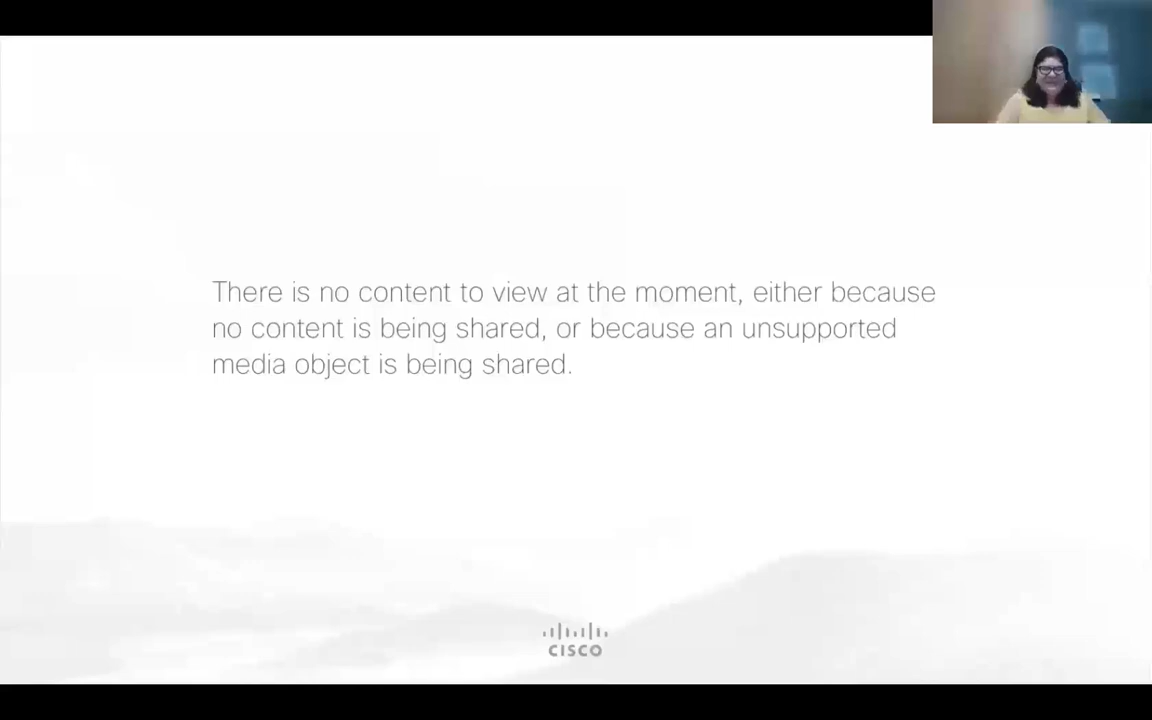 There is no content to view at the moment, either because
no content is being shared, or because an unsupported
media object is being shared.
CISCO